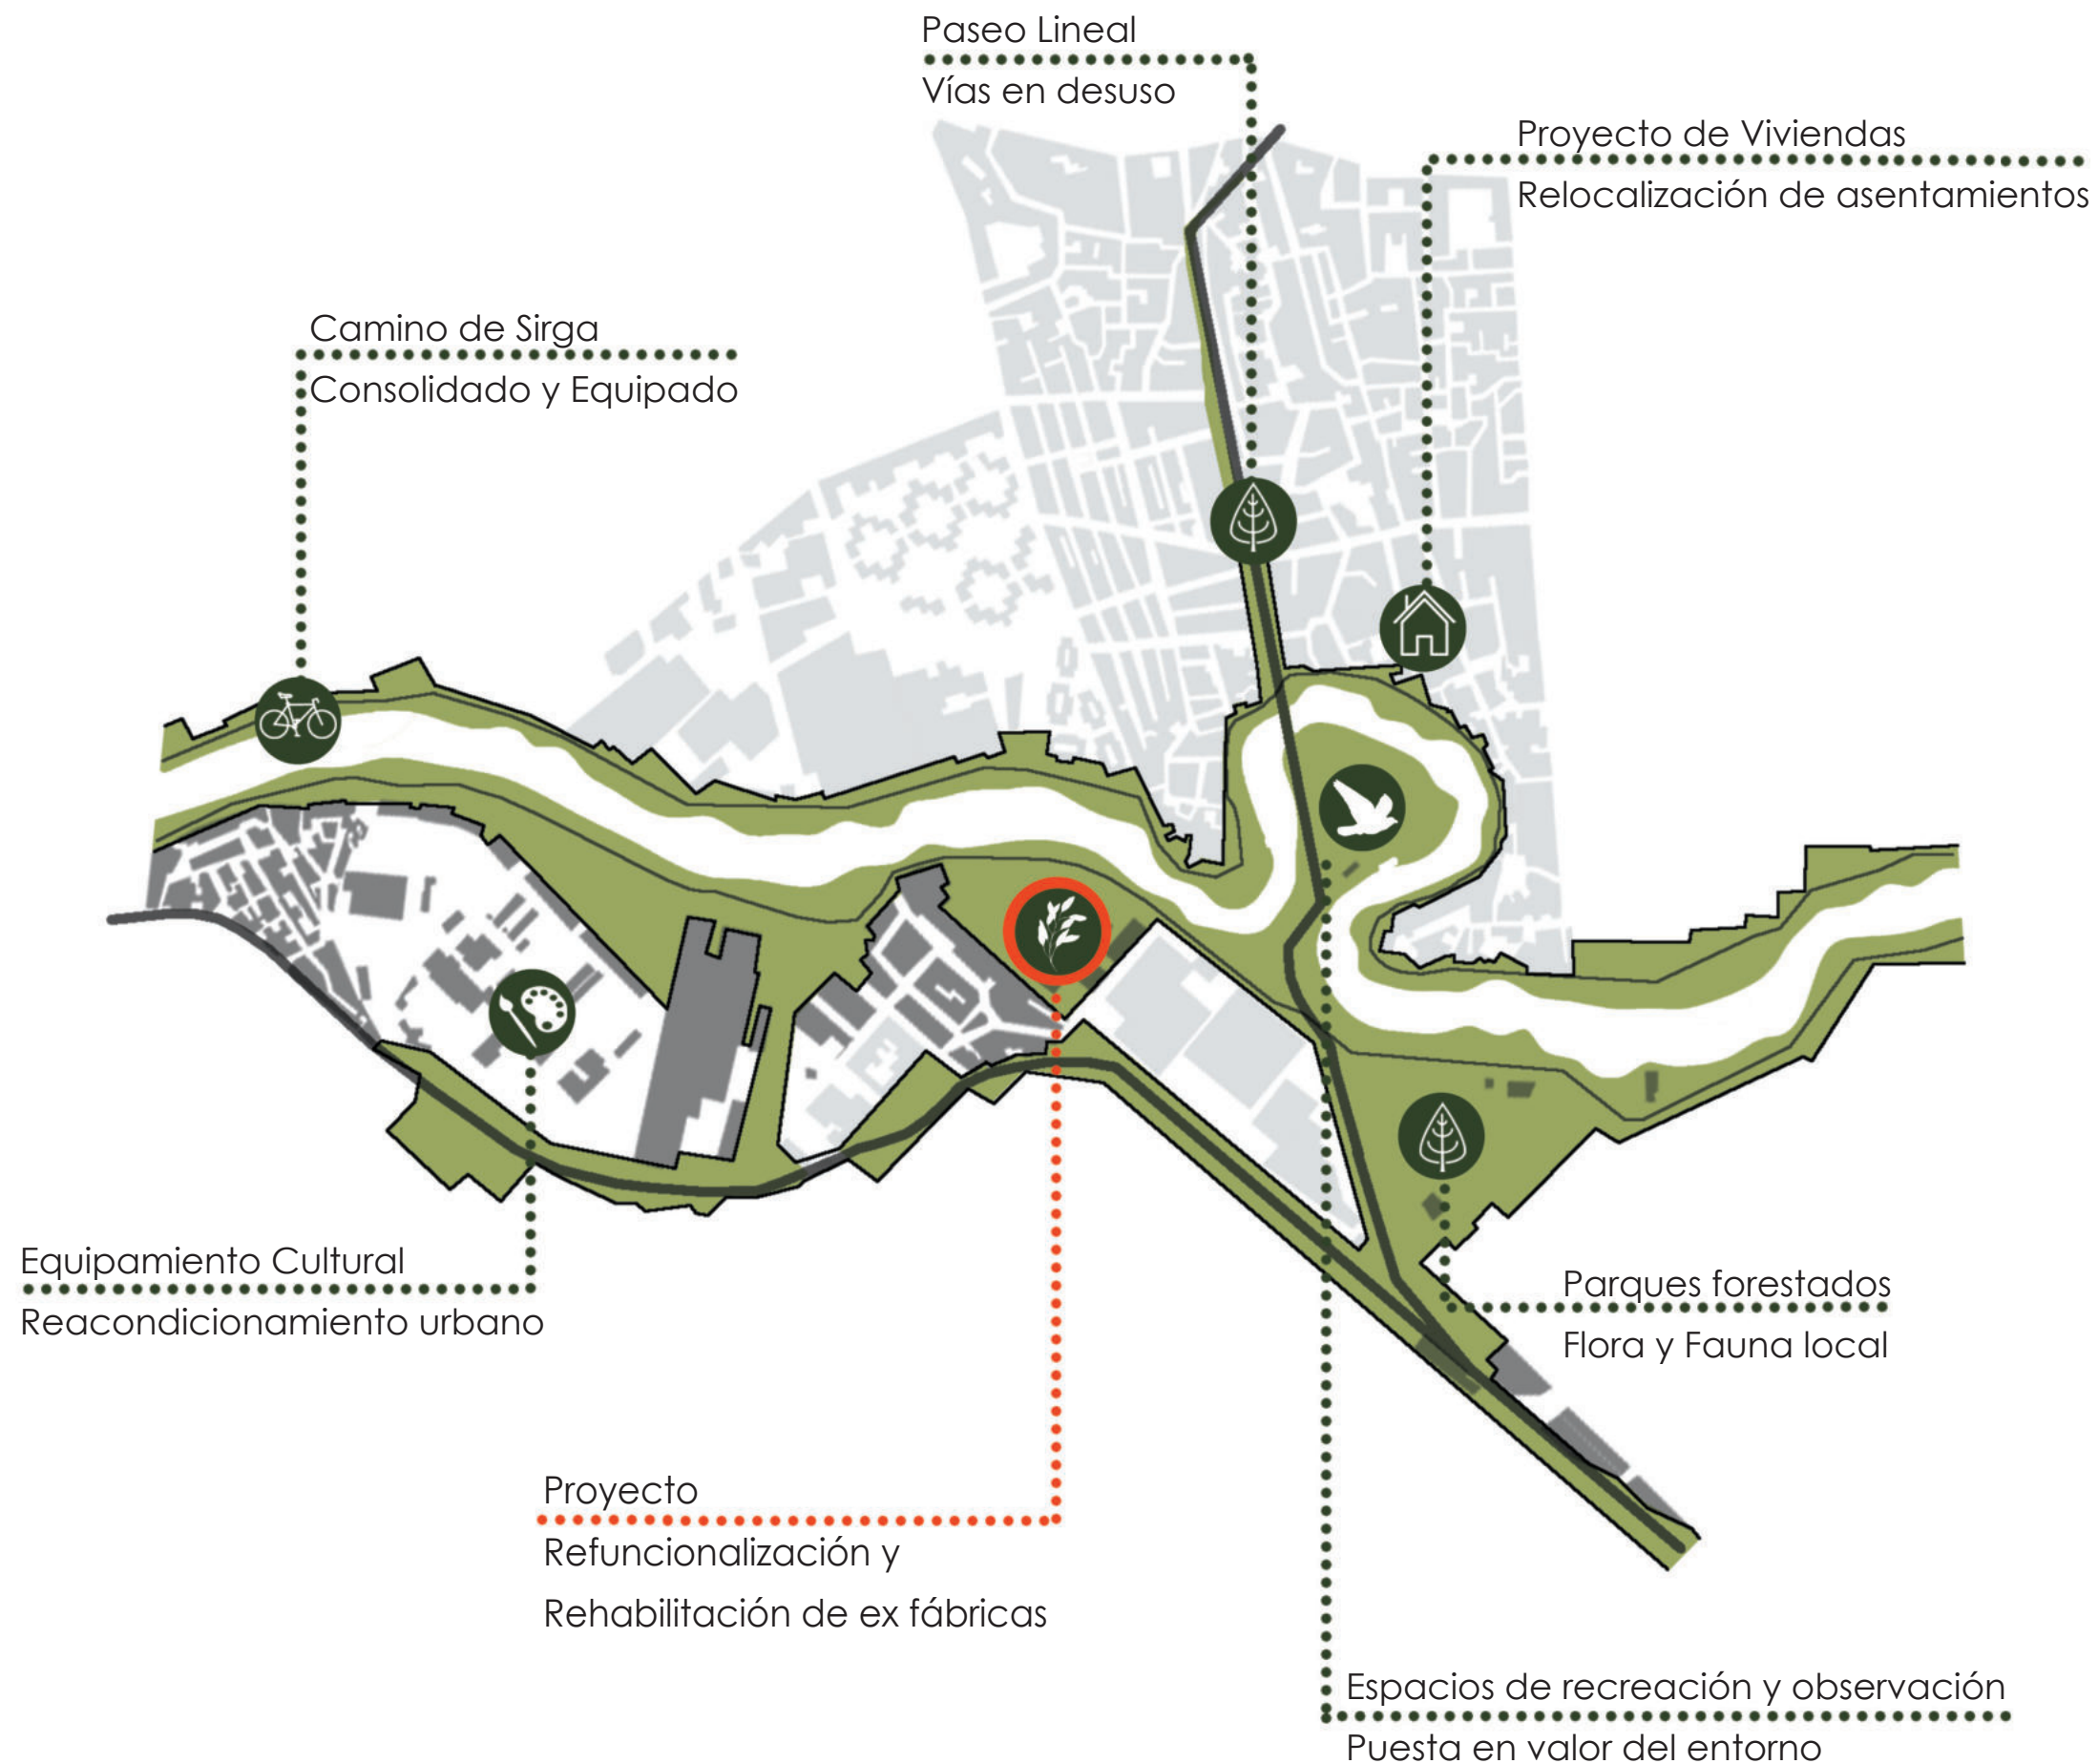 Paseo Lineal
Vías en desuso
Proyecto de Viviendas
Relocalización de asentamientos
Camino de Sirga
Consolidado y Equipado
Equipamiento Cultural
Reacondicionamiento urbano
Parques forestados
Flora y Fauna local
Proyecto
Refuncionalización y
Rehabilitación de ex fábricas
Espacios de recreación y observación
Puesta en valor del entorno